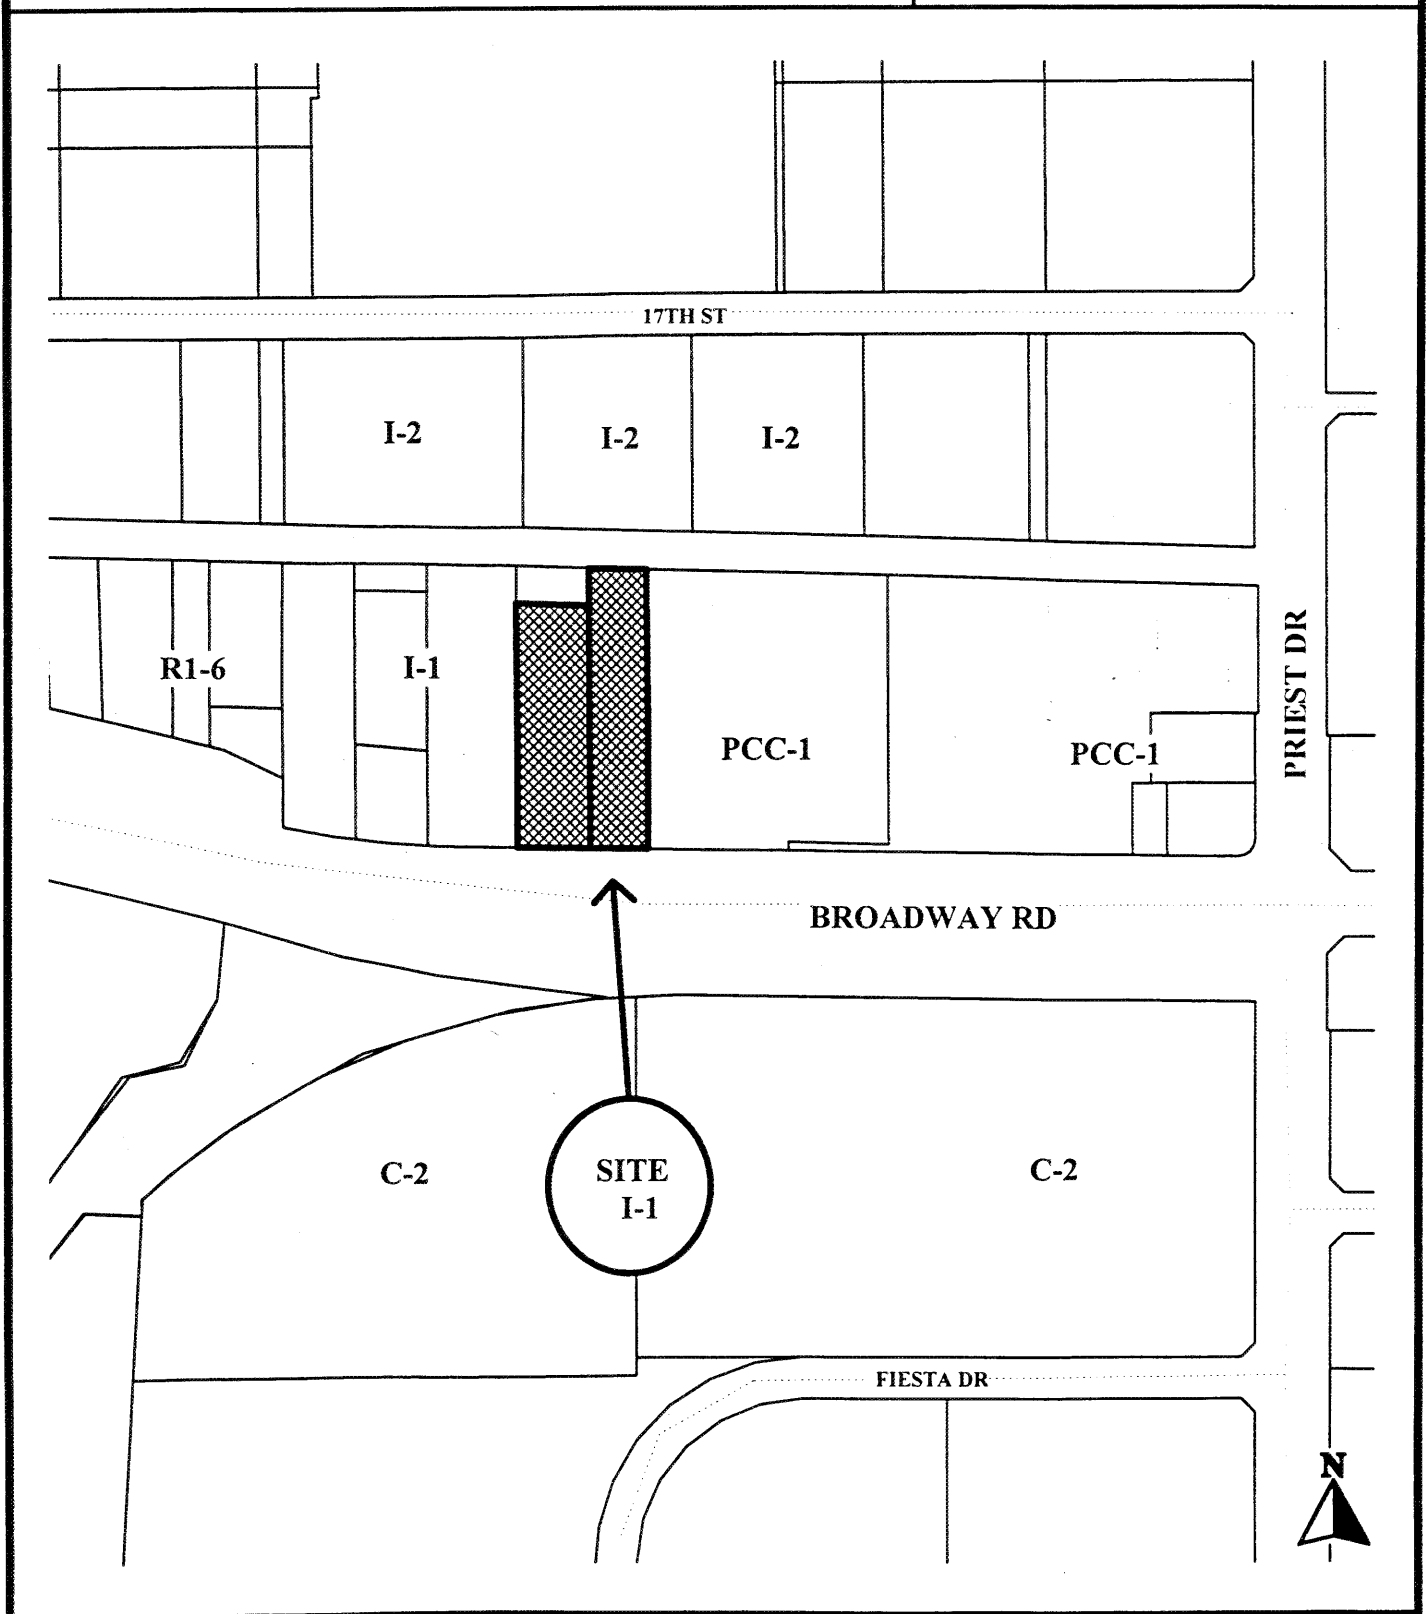 17TH ST
I-2
I-2
I-2
R1-6
I-1
PCC-1
PCC-1
PRIEST DR
BROADWAY RD
C-2
SITE
I-1
C-2
FIESTA DR
N